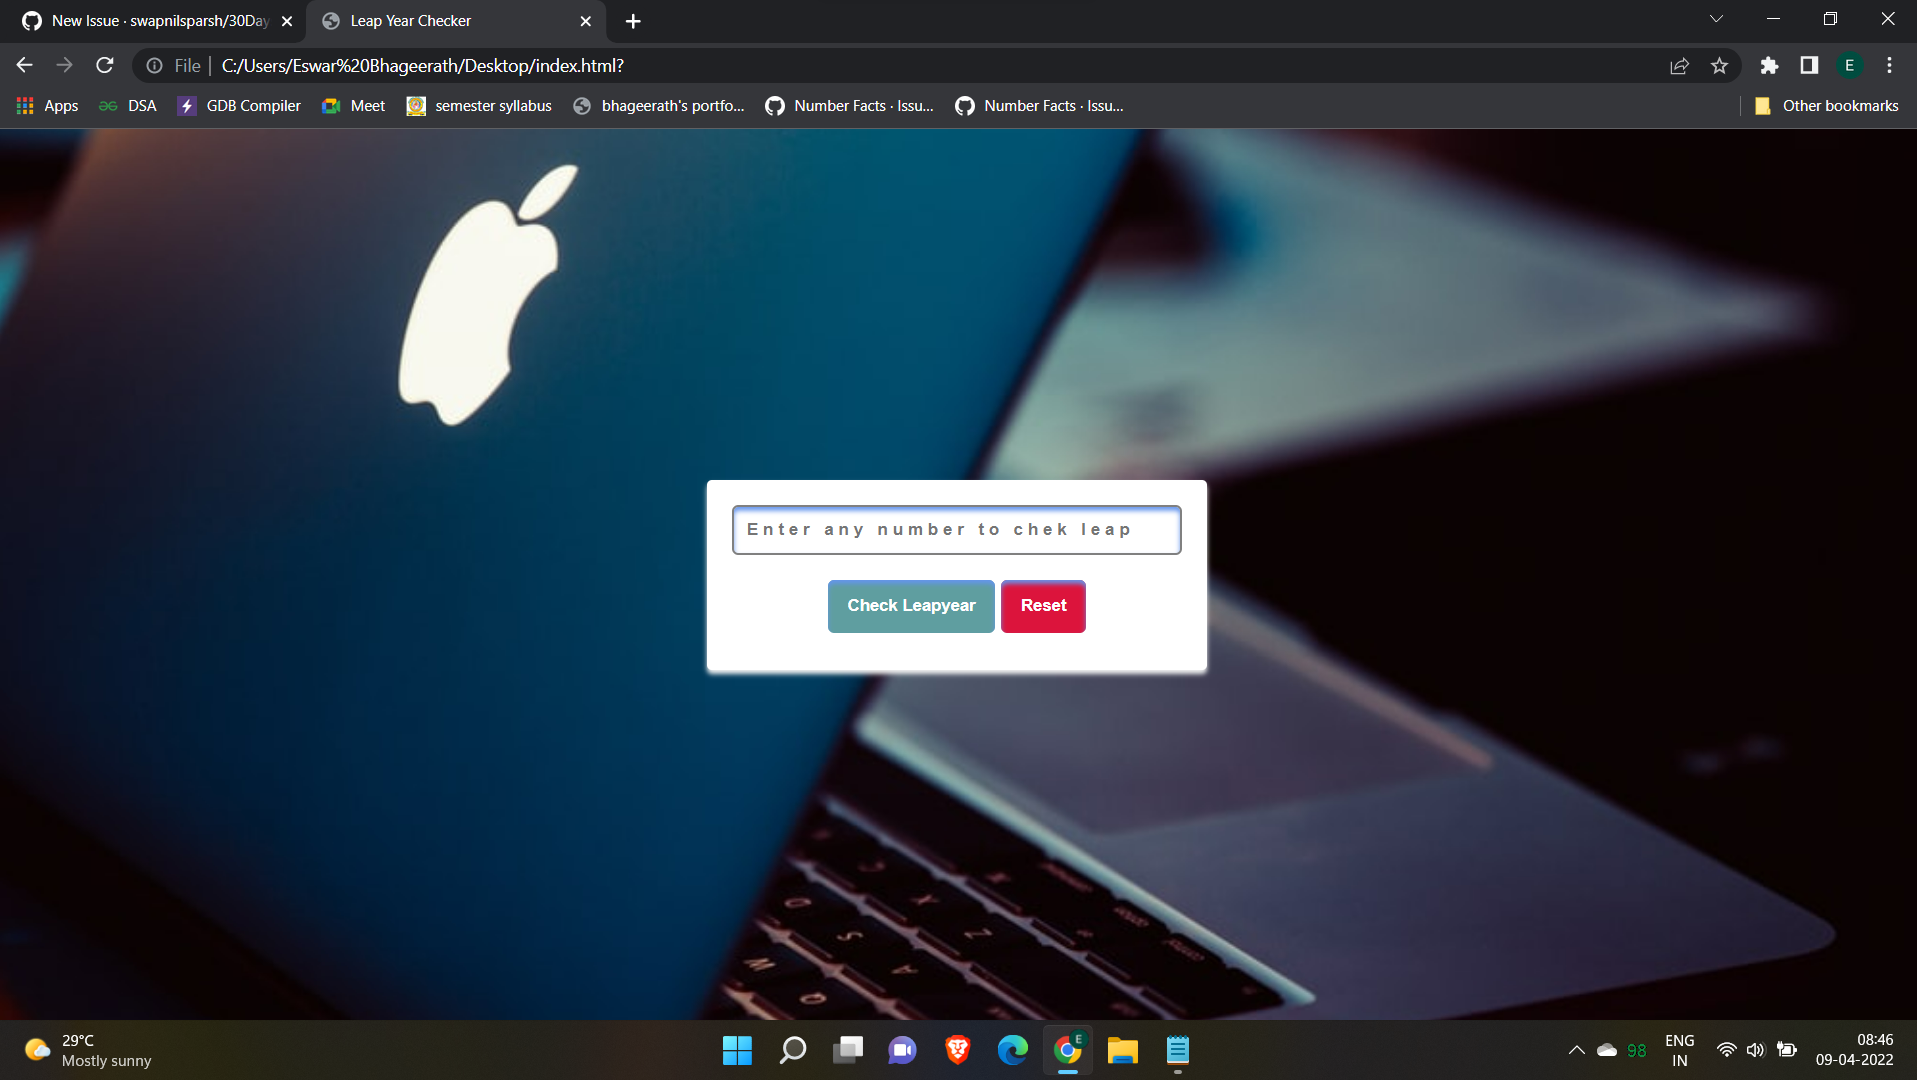 New Issue · swapnilsparsh/30Day
Leap Year Checker
File | C:/Users/Eswar%20Bhageerath/Desktop/index.html?
E
Apps
DSA
GDB Compiler
Meet
semester syllabus
bhageerath's portfo...
Number Facts · Issu...
Number Facts · Issu...
Other bookmarks
Enter any number to chek leap
Check Leapyear
Reset
29°C
Mostly sunny
E
98
ENG
IN
08:46
09-04-2022